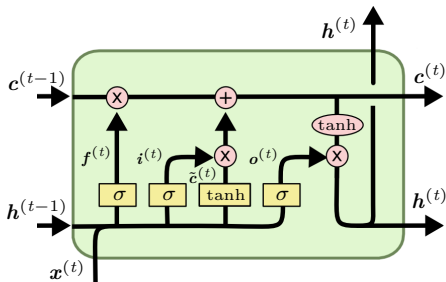 h^(t)
c^(t−1) x + c^(t)
tanh
f^(t) i^(t) x o^(t) x
c̃^(t)
σ σ tanh σ
h^(t−1) h^(t)
x^(t)